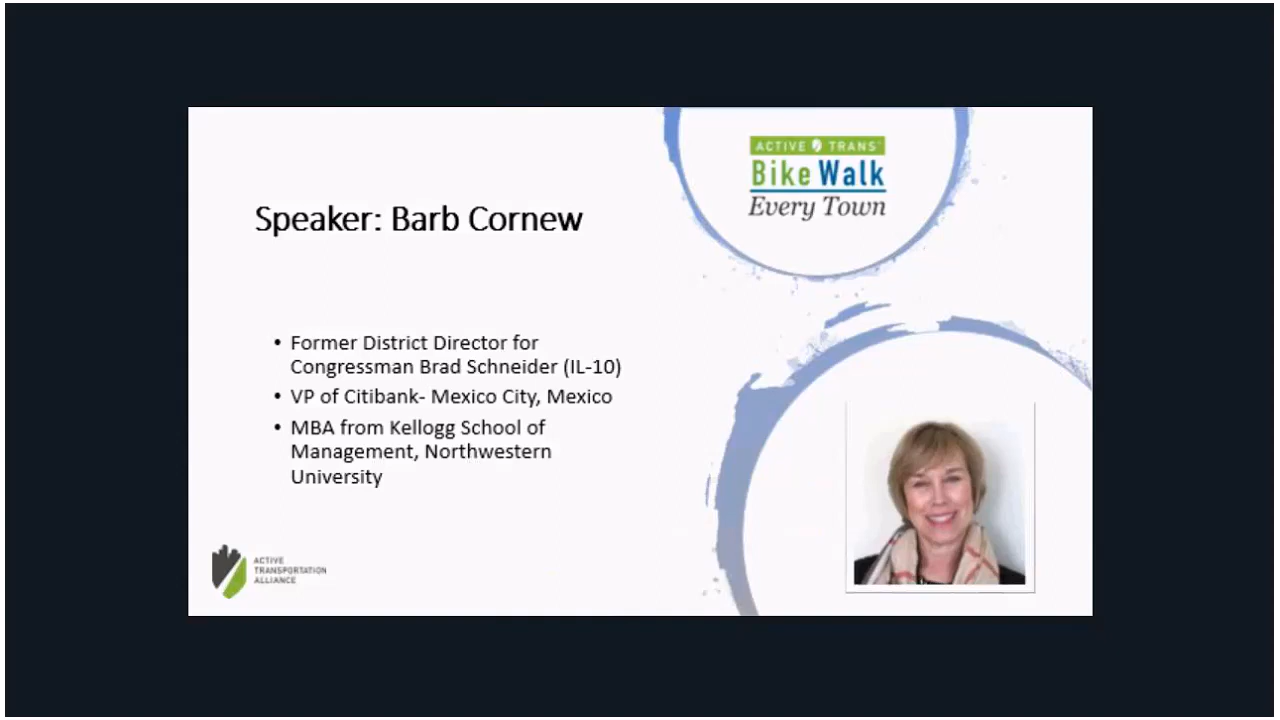 ACTIVE TRANS
Bike Walk
Every Town
Speaker: Barb Cornew
• Former District Director for
Congressman Brad Schneider (IL-10)
• VP of Citibank- Mexico City, Mexico
• MBA from Kellogg School of
Management, Northwestern
University
ACTIVE
TRANSPORTATION
ALLIANCE